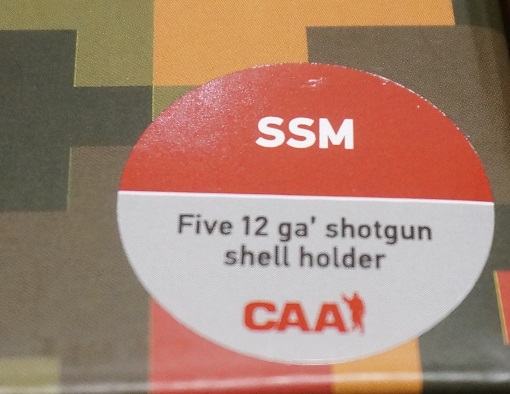 SSM
Five 12 ga' shotgun
shell holder
CAA